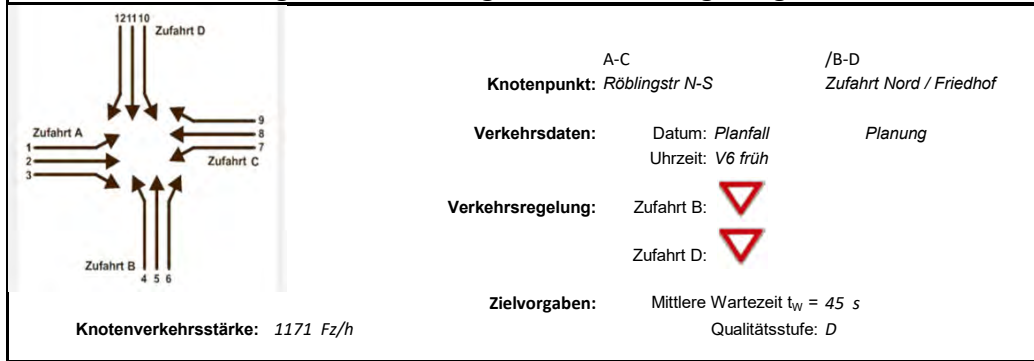 121110
Zufahrt D
Zufahrt A
1
2
3
9
8
7
Zufahrt C
Zufahrt B
4 5 6
A-C /B-D
Knotenpunkt: Röblingstr N-S Zufahrt Nord / Friedhof
Verkehrsdaten: Datum: Planfall Planung
Uhrzeit: V6 früh
Verkehrsregelung: Zufahrt B:
Zufahrt D:
Zielvorgaben: Mittlere Wartezeit tW = 45 s
Knotenverkehrsstärke: 1171 Fz/h Qualitätsstufe: D